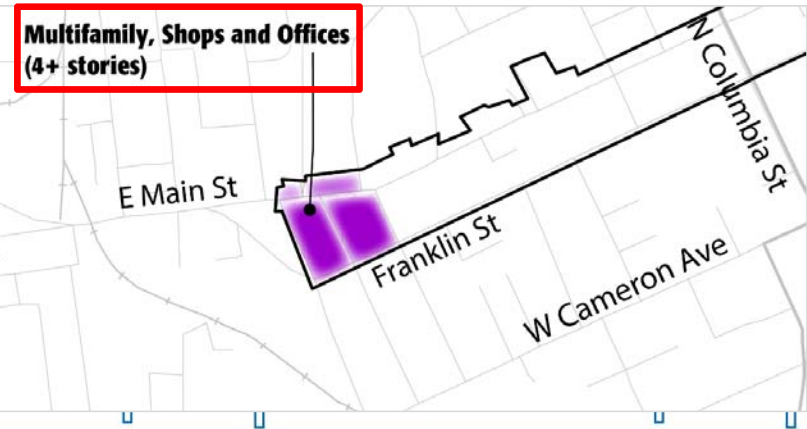 Multifamily, Shops and Offices
(4+ stories)
N Columbia St
E Main St
Franklin St
W Cameron Ave